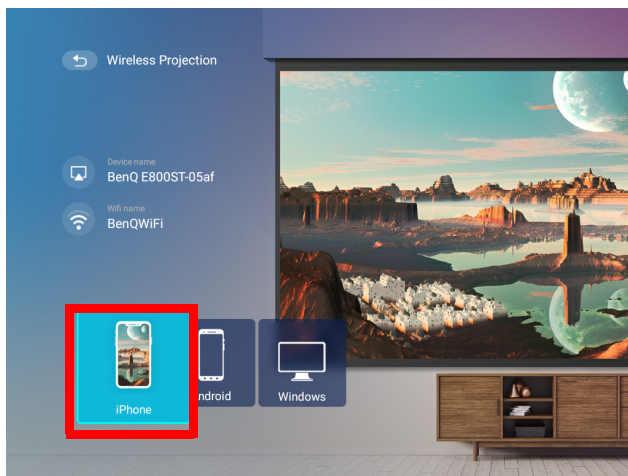 Wireless Projection
Device name
BenQ E800ST-05af
Wifi name
BenQWiFi
iPhone
ndroid
Windows